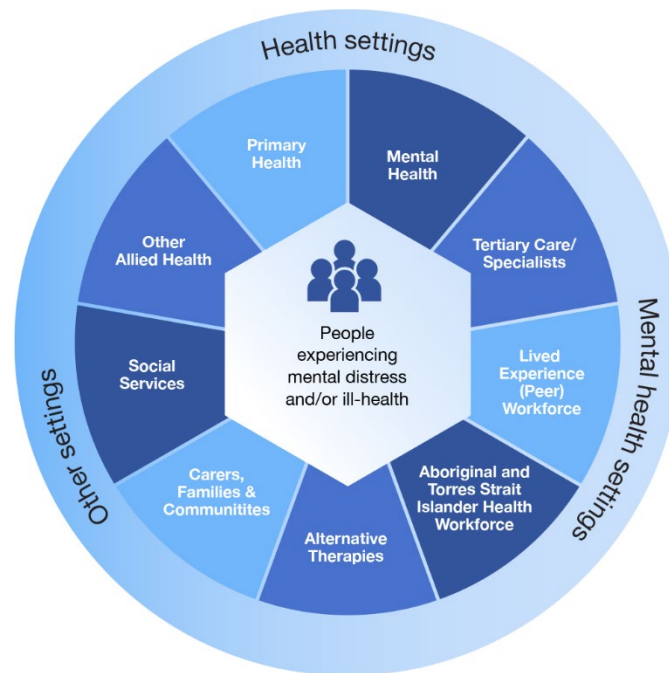 Health settings
Primary
Health
Mental
Health
Other
Allied Health
Tertiary Care/
Specialists
People
experiencing
mental distress
and/or ill-health
Social
Services
Lived
Experience
(Peer)
Workforce
Carers,
Families &
Communitites
Alternative
Therapies
Aboriginal and
Torres Strait
Islander Health
Workforce
Other settings
Mental health settings